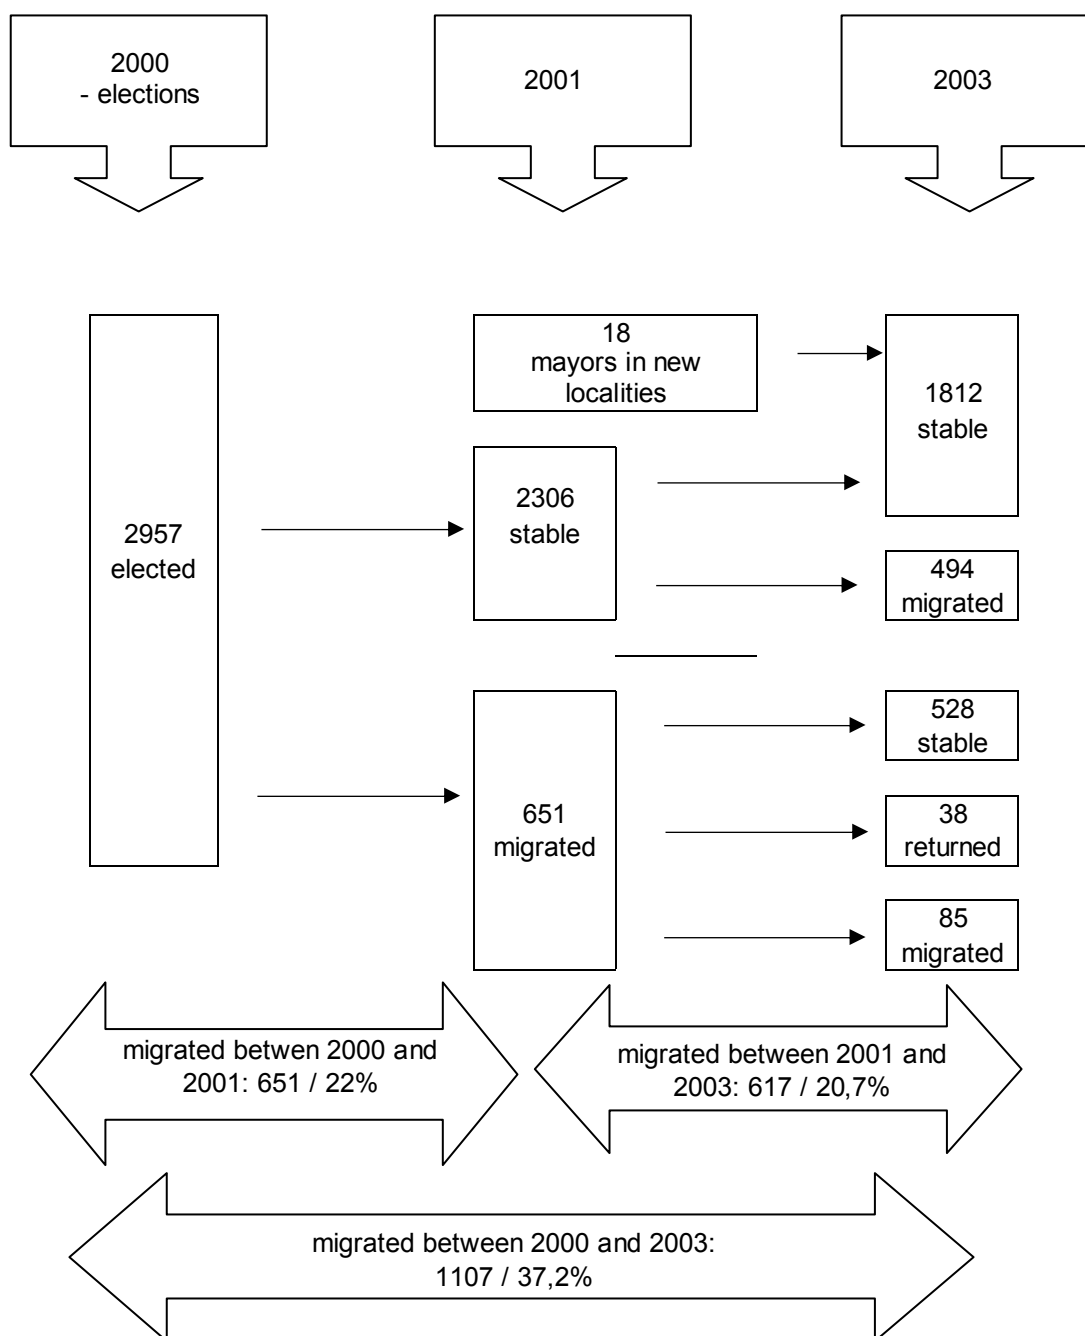 2000
- elections
2001
2003
18
mayors in new
localities
1812
stable
2306
stable
2957
elected
494
migrated
528
stable
651
migrated
38
returned
85
migrated
migrated betwen 2000 and
2001: 651 / 22%
migrated between 2001 and
2003: 617 / 20,7%
migrated between 2000 and 2003:
1107 / 37,2%